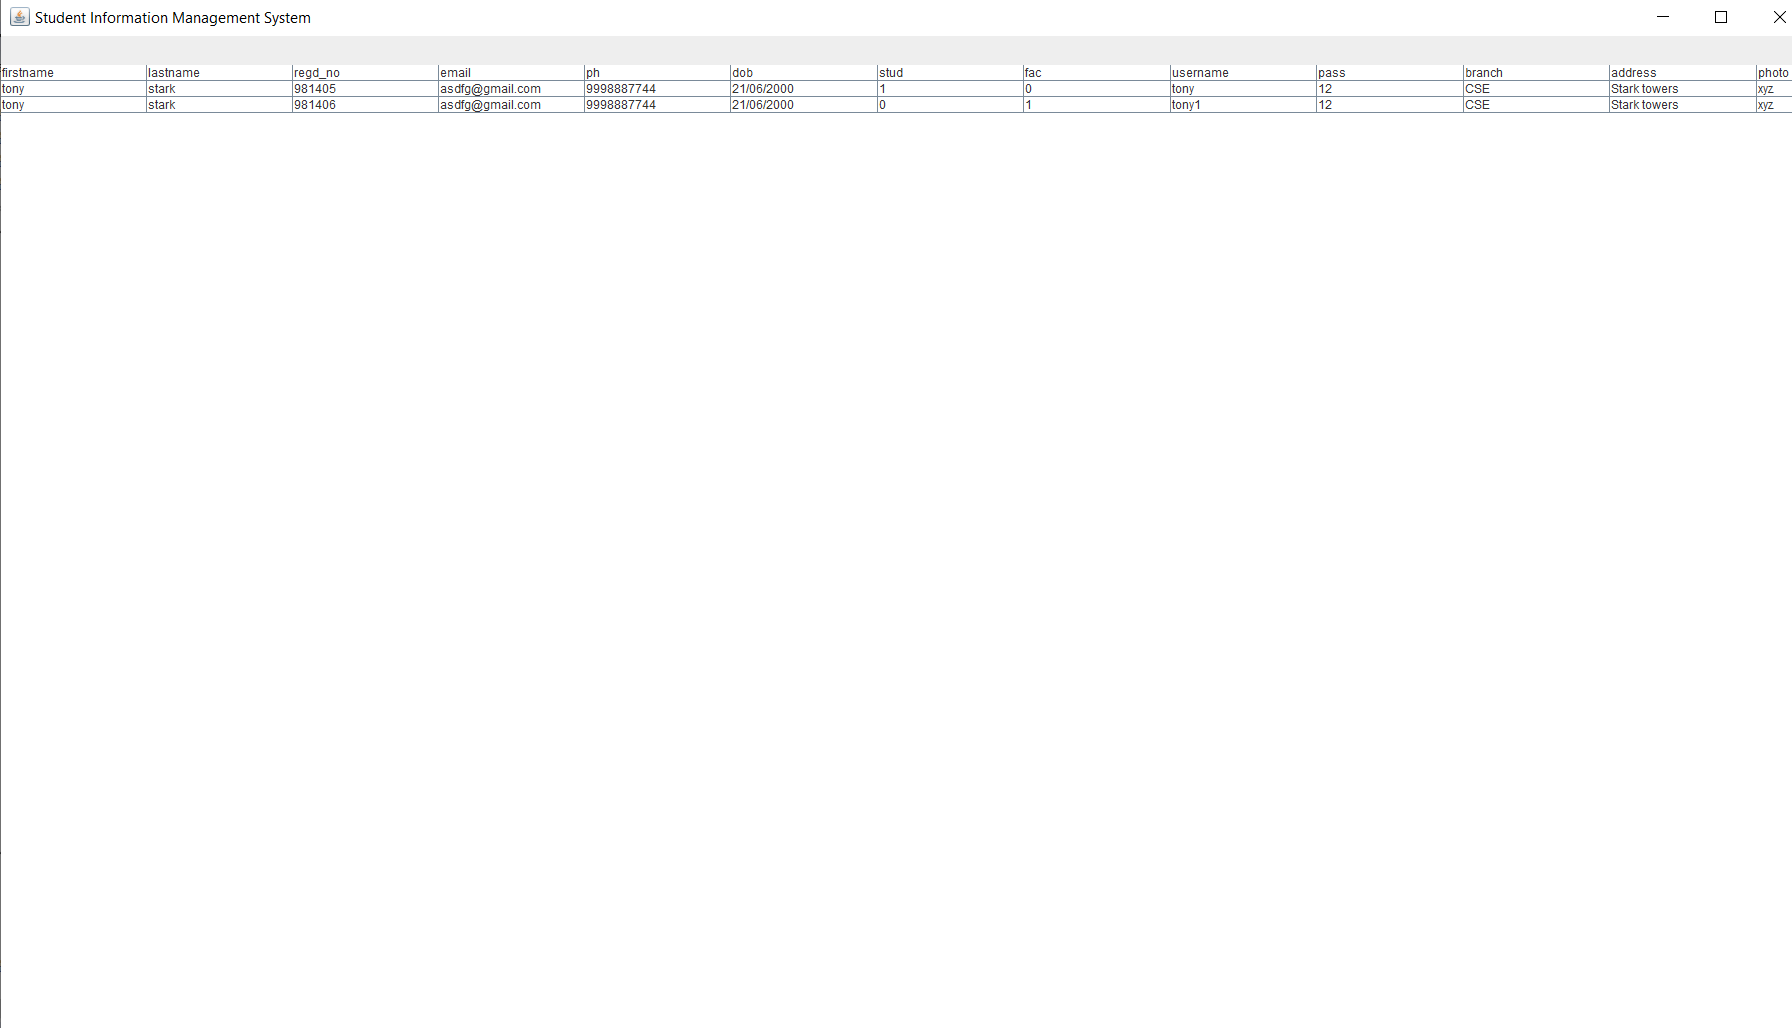 Student Information Management System
firstname lastname regd_no email ph dob stud fac username pass branch address photo
tony stark 981405 asdfg@gmail.com 9998887744 21/06/2000 1 0 tony 12 CSE Stark towers xyz
tony stark 981406 asdfg@gmail.com 9998887744 21/06/2000 0 1 tony1 12 CSE Stark towers xyz